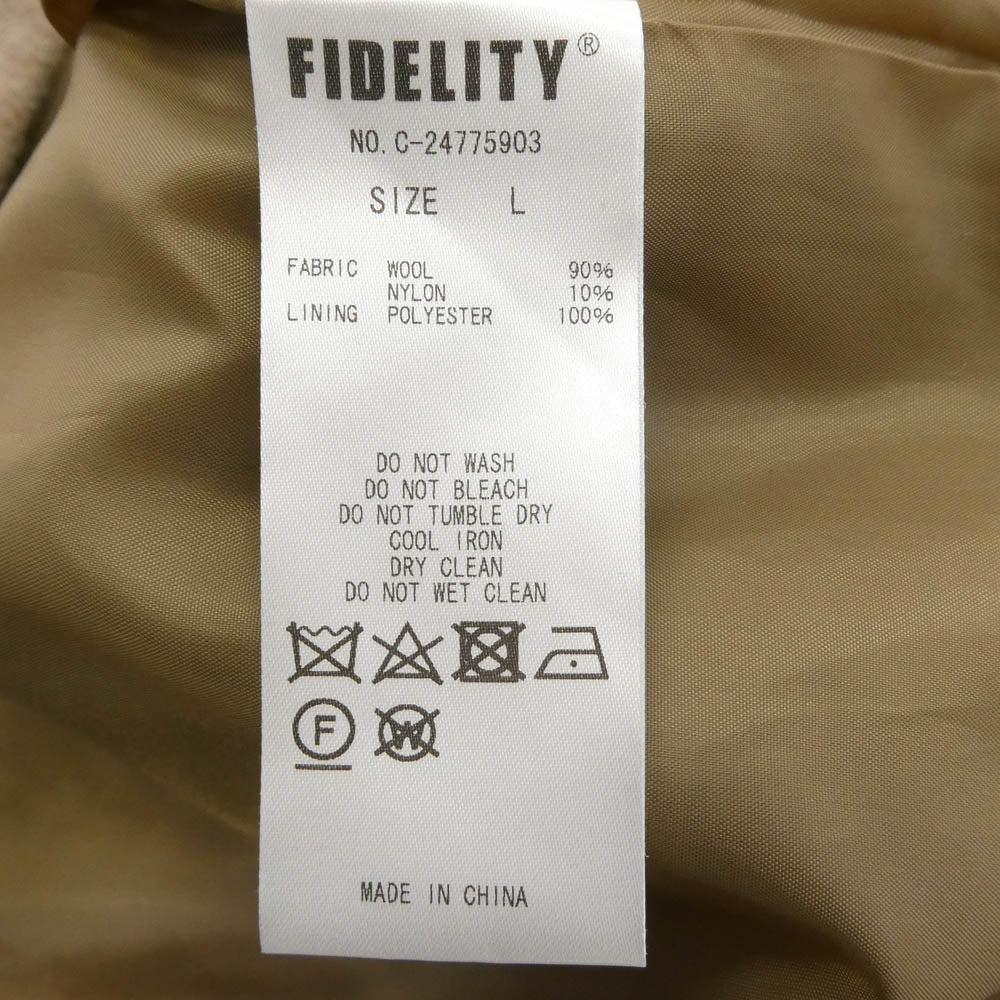 FIDELITY®
NO. C-24775903
SIZE L
FABRIC WOOL 90%
NYLON 10%
LINING POLYESTER 100%
DO NOT WASH
DO NOT BLEACH
DO NOT TUMBLE DRY
COOL IRON
DRY CLEAN
DO NOT WET CLEAN
F W
MADE IN CHINA